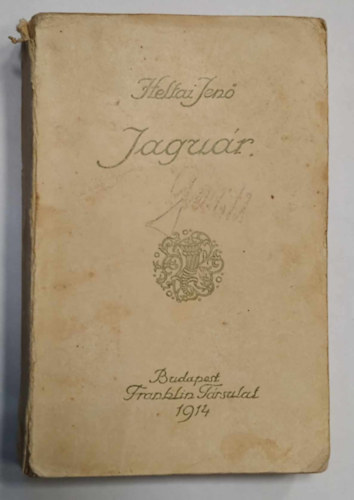 Heltai Jenő
Jaguár.
Budapest
Franklin Társulat
1914